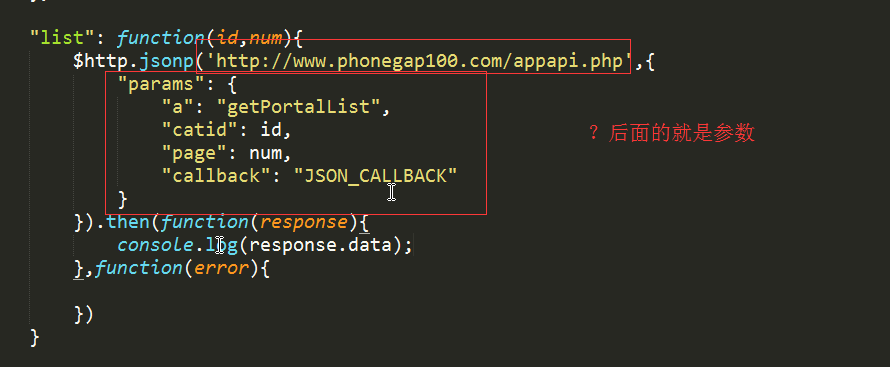 "list": function(id,num){
$http.jsonp('http://www.phonegap100.com/appapi.php',{
"params": {
"a": "getPortalList",
"catid": id,
"page": num,
"callback": "JSON_CALLBACK"
}
}).then(function(response){
console.log(response.data);
},function(error){
})
}
？后面的就是参数